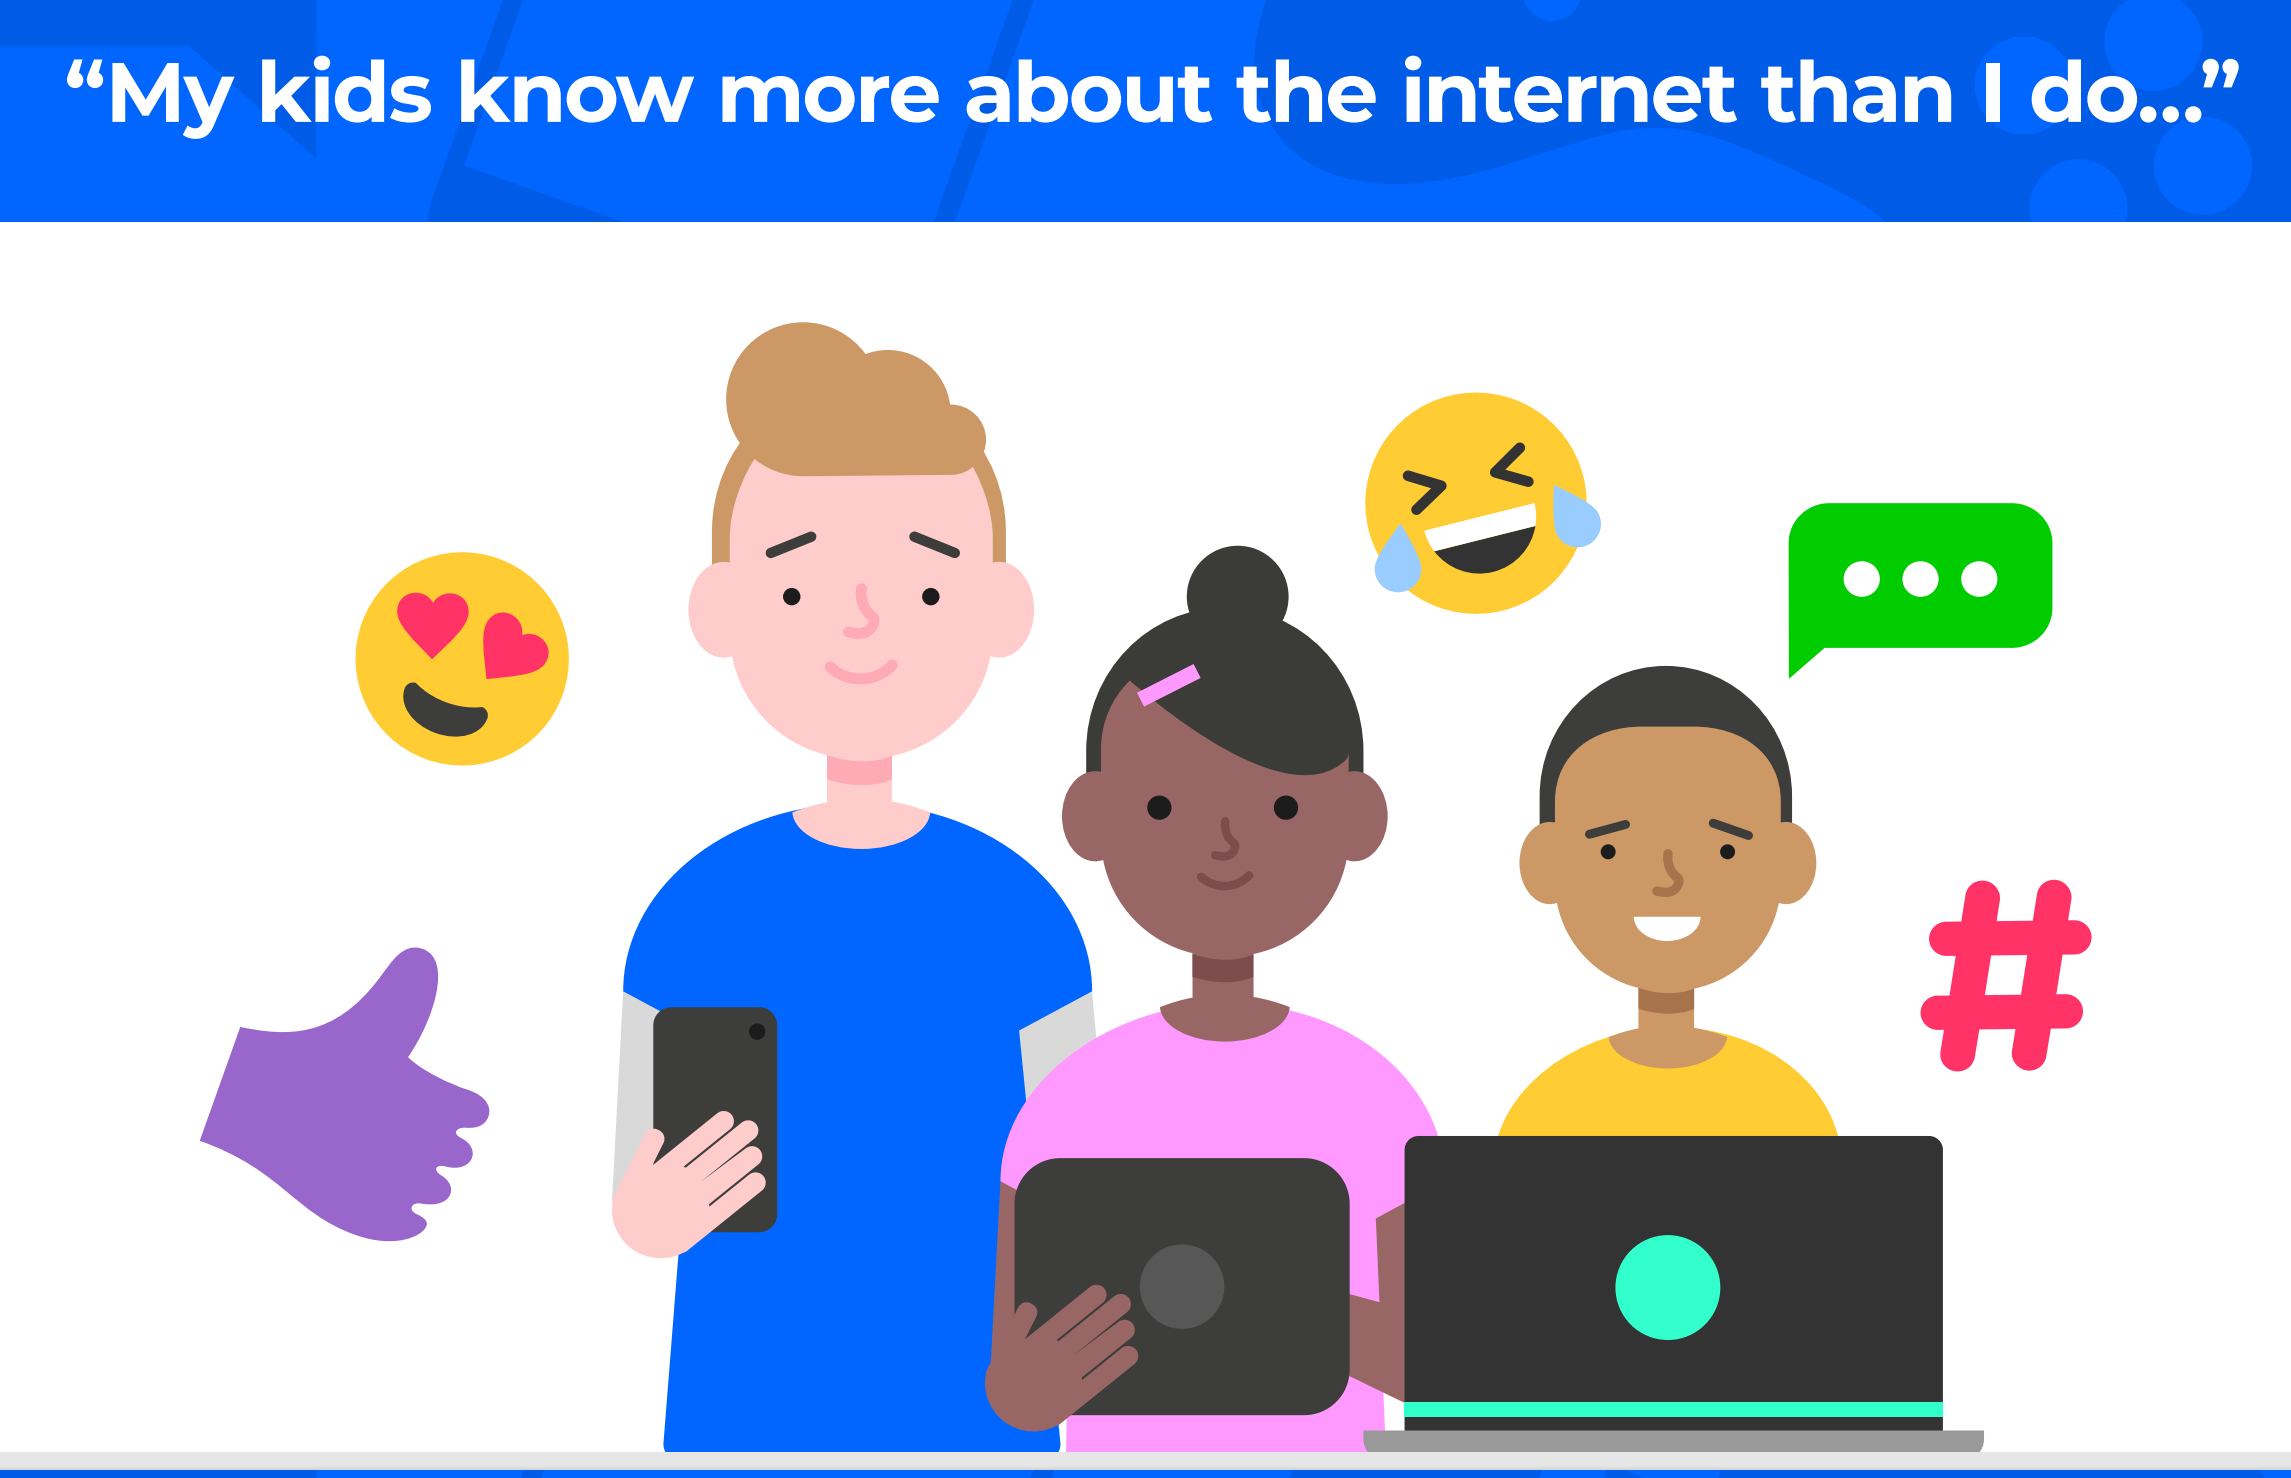 “My kids know more about the internet than I do...”